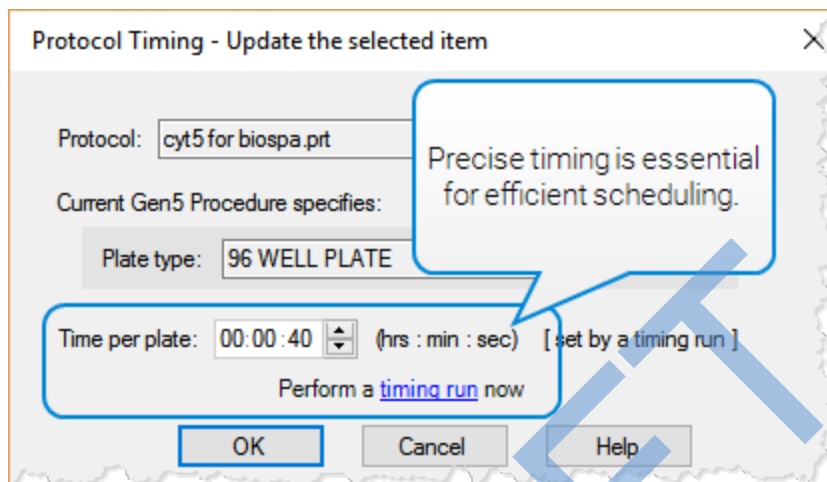 Protocol Timing - Update the selected item
Protocol: cyt5 for biospa.prt
Precise timing is essential
for efficient scheduling.
Current Gen5 Procedure specifies:
Plate type: 96 WELL PLATE
Time per plate: 00:00:40 (hrs : min : sec) [ set by a timing run ]
Perform a timing run now
OK Cancel Help